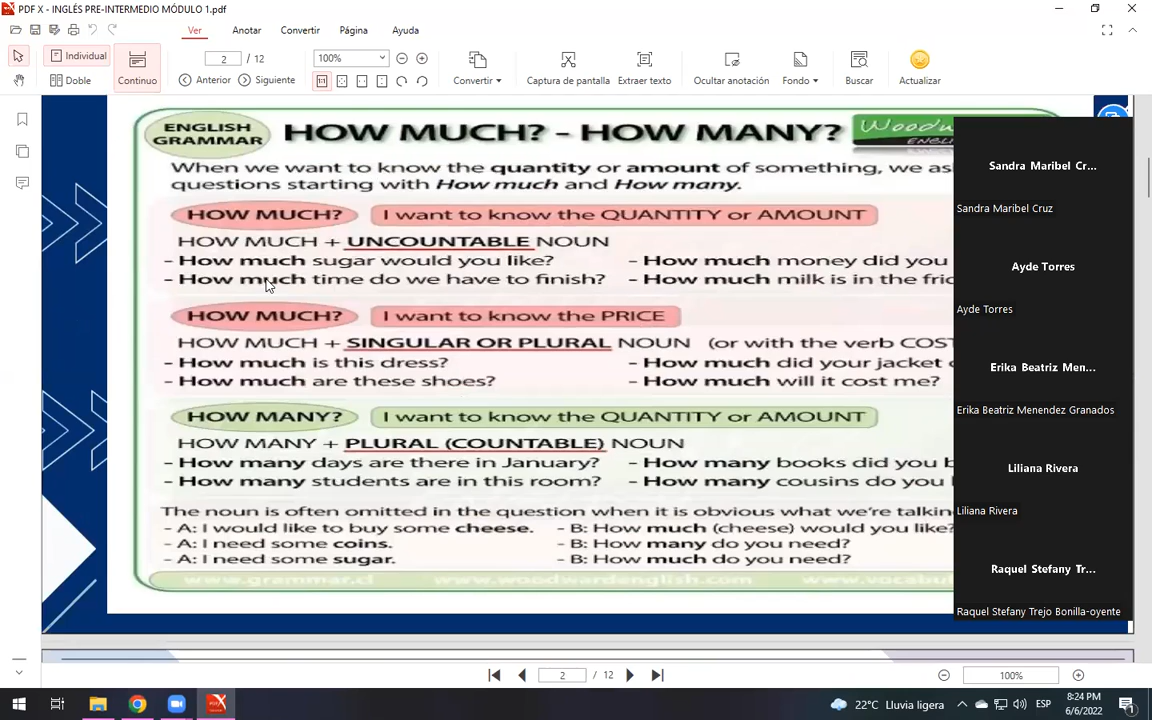 PDF X - INGLÉS PRE-INTERMEDIO MÓDULO 1.pdf
Ver Anotar Convertir Página Ayuda
Individual
Doble
Continuo
2 / 12
Anterior Siguiente
100%
Convertir
Captura de pantalla
Extraer texto
Ocultar anotación
Fondo
Buscar
Actualizar
ENGLISH
GRAMMAR
HOW MUCH? - HOW MANY?
When we want to know the quantity or amount of something, we as
questions starting with How much and How many.
HOW MUCH? I want to know the QUANTITY or AMOUNT
HOW MUCH + UNCOUNTABLE NOUN
- How much sugar would you like? - How much money did you
- How much time do we have to finish? - How much milk is in the fri
HOW MUCH? I want to know the PRICE
HOW MUCH + SINGULAR OR PLURAL NOUN (or with the verb COS
- How much is this dress? - How much did your jacket
- How much are these shoes? - How much will it cost me?
HOW MANY? I want to know the QUANTITY or AMOUNT
HOW MANY + PLURAL (COUNTABLE) NOUN
- How many days are there in January? - How many books did you
- How many students are in this room? - How many cousins do you
The noun is often omitted in the question when it is obvious what we're talkin
- A: I would like to buy some cheese. - B: How much (cheese) would you like?
- A: I need some coins. - B: How many do you need?
- A: I need some sugar. - B: How much do you need?
www.grammar.cl www.woodwardenglish.com www.vocabu
Sandra Maribel Cr...
Sandra Maribel Cruz
Ayde Torres
Ayde Torres
Erika Beatriz Men...
Erika Beatriz Menendez Granados
Liliana Rivera
Liliana Rivera
Raquel Stefany Tr...
Raquel Stefany Trejo Bonilla-oyente
2 / 12
100%
22°C Lluvia ligera
ESP
8:24 PM
6/6/2022
1